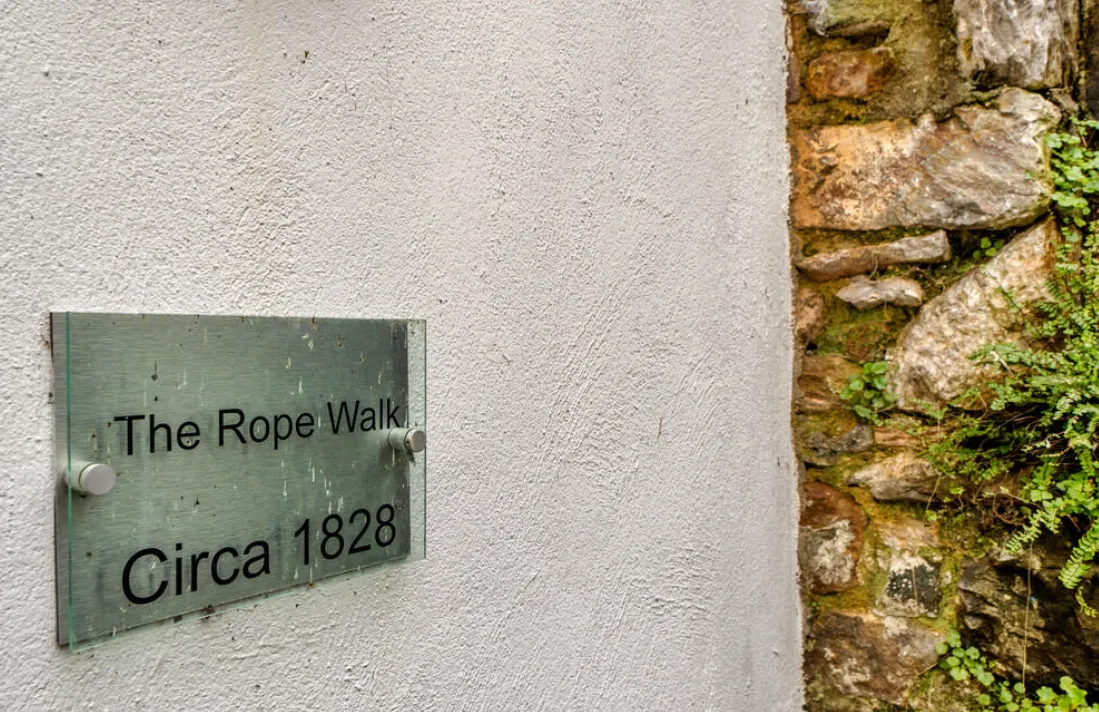 The Rope Walk
Circa 1828